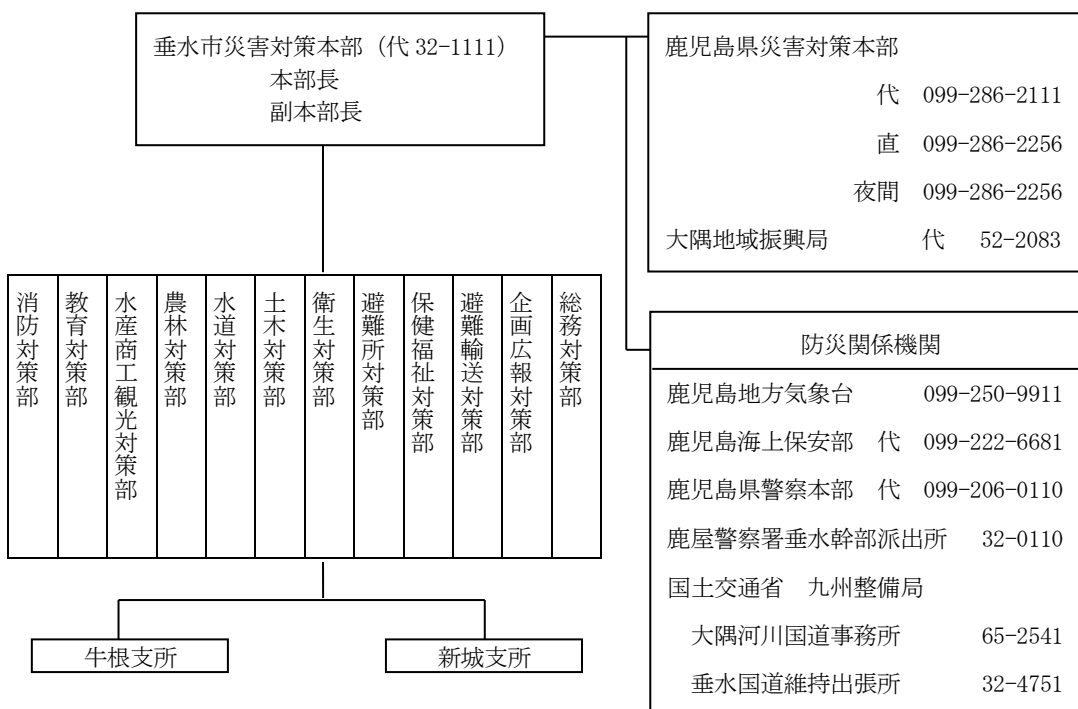 垂水市災害対策本部（代 32-1111）
本部長
副本部長
鹿児島県災害対策本部
代　099-286-2111
直　099-286-2256
夜間　099-286-2256
大隅地域振興局　代　52-2083
総務対策部
企画広報対策部
避難輸送対策部
保健福祉対策部
避難所対策部
衛生対策部
土木対策部
水道対策部
農林対策部
水産商工観光対策部
教育対策部
消防対策部
牛根支所
新城支所
防災関係機関
鹿児島地方気象台　099-250-9911
鹿児島海上保安部　代　099-222-6681
鹿児島県警察本部　代　099-206-0110
鹿屋警察署垂水幹部派出所　32-0110
国土交通省　九州整備局
大隅河川国道事務所　65-2541
垂水国道維持出張所　32-4751